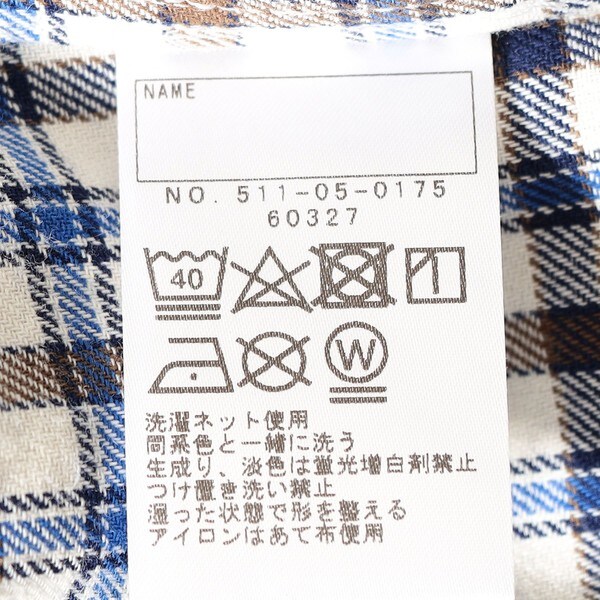 NAME
NO. 511-05-0175
60327
40
W
洗濯ネット使用
同系色と一緒に洗う
生成り、淡色は蛍光増白剤禁止
つけ置き洗い禁止
湿った状態で形を整える
アイロンはあて布使用